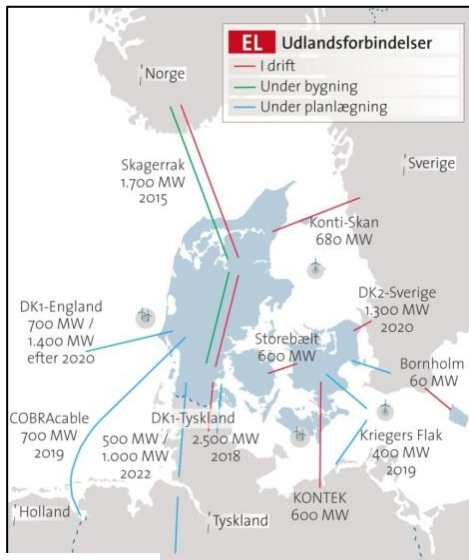 EL Udlandsforbindelser
I drift
Under bygning
Under planlægning
Norge
Sverige
Skagerrak
1.700 MW
2015
Konti-Skan
680 MW
DK1-England
700 MW /
1.400 MW
efter 2020
DK2-Sverige
1.300 MW
2020
Storebælt
600 MW
Bornholm
60 MW
COBRAcable
700 MW
2019
DK1-Tyskland
500 MW /
1.000 MW
2022
2.500 MW
2018
Kriegers Flak
400 MW
2019
KONTEK
600 MW
Holland
Tyskland